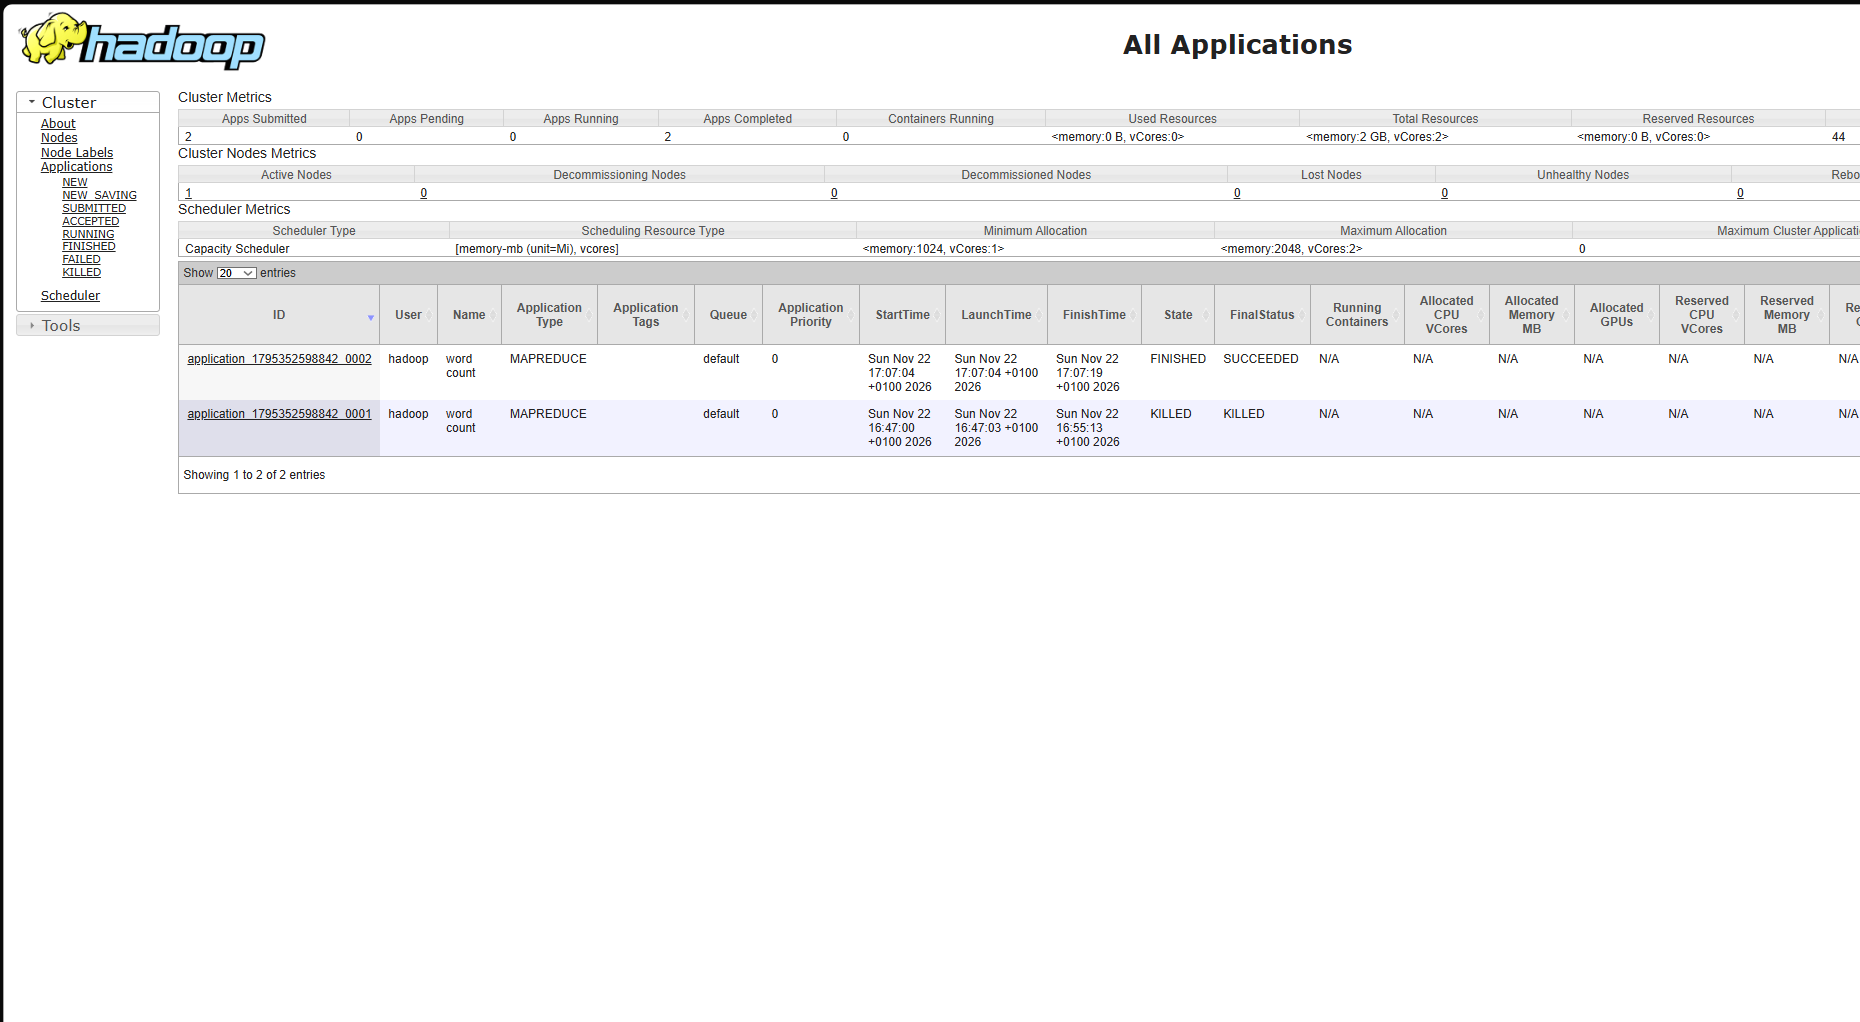 hadoop
All Applications
Cluster
About
Nodes
Node Labels
Applications
NEW
NEW_SAVING
SUBMITTED
ACCEPTED
RUNNING
FINISHED
FAILED
KILLED
Scheduler
Tools
Cluster Metrics
Apps Submitted Apps Pending Apps Running Apps Completed Containers Running Used Resources Total Resources Reserved Resources
2 0 0 2 0 <memory:0 B, vCores:0> <memory:2 GB, vCores:2> <memory:0 B, vCores:0> 44
Cluster Nodes Metrics
Active Nodes Decommissioning Nodes Decommissioned Nodes Lost Nodes Unhealthy Nodes Rebo
1 0 0 0 0 0
Scheduler Metrics
Scheduler Type Scheduling Resource Type Minimum Allocation Maximum Allocation Maximum Cluster Applicati
Capacity Scheduler [memory-mb (unit=Mi), vcores] <memory:1024, vCores:1> <memory:2048, vCores:2> 0
Show 20 entries
ID User Name Application Type Application Tags Queue Application Priority StartTime LaunchTime FinishTime State FinalStatus Running Containers Allocated CPU VCores Allocated Memory MB Allocated GPUs Reserved CPU VCores Reserved Memory MB Re
application_1795352598842_0002 hadoop word count MAPREDUCE default 0 Sun Nov 22 17:07:04 +0100 2026 Sun Nov 22 17:07:04 +0100 2026 Sun Nov 22 17:07:19 +0100 2026 FINISHED SUCCEEDED N/A N/A N/A N/A N/A N/A N/A
application_1795352598842_0001 hadoop word count MAPREDUCE default 0 Sun Nov 22 16:47:00 +0100 2026 Sun Nov 22 16:47:03 +0100 2026 Sun Nov 22 16:55:13 +0100 2026 KILLED KILLED N/A N/A N/A N/A N/A N/A N/A
Showing 1 to 2 of 2 entries